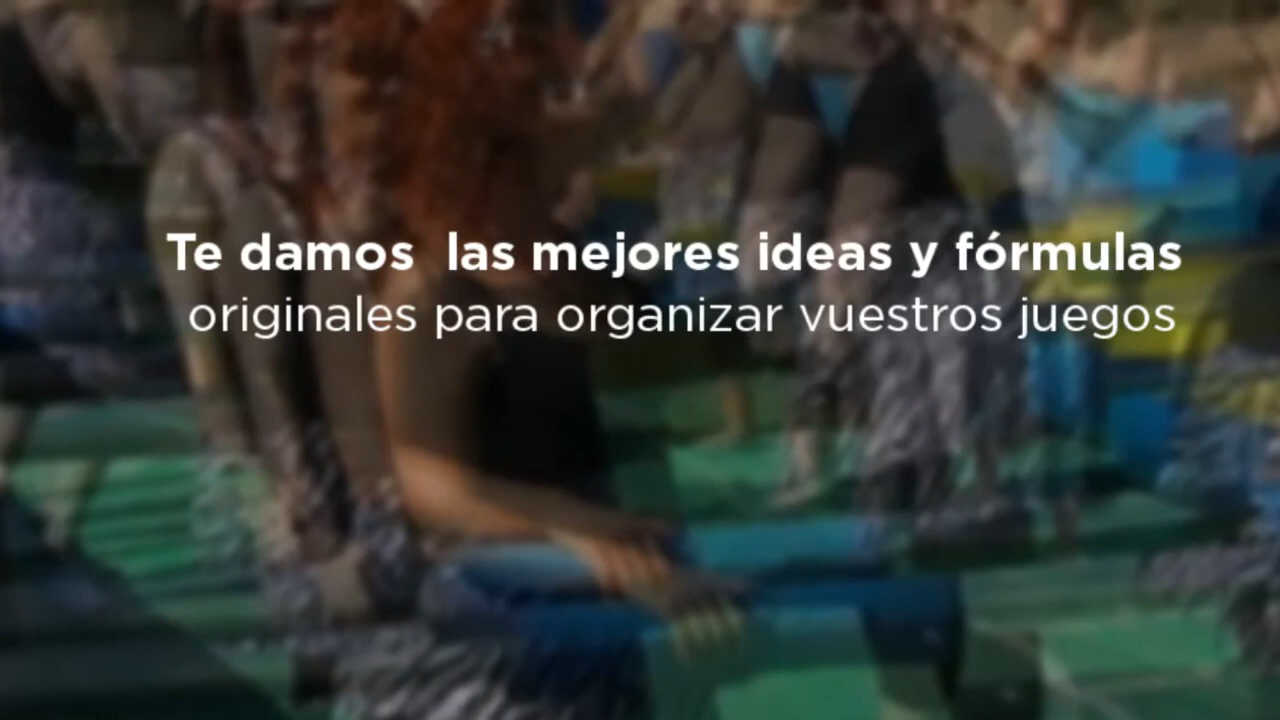 Te damos  las mejores ideas y fórmulas
originales para organizar vuestros juegos